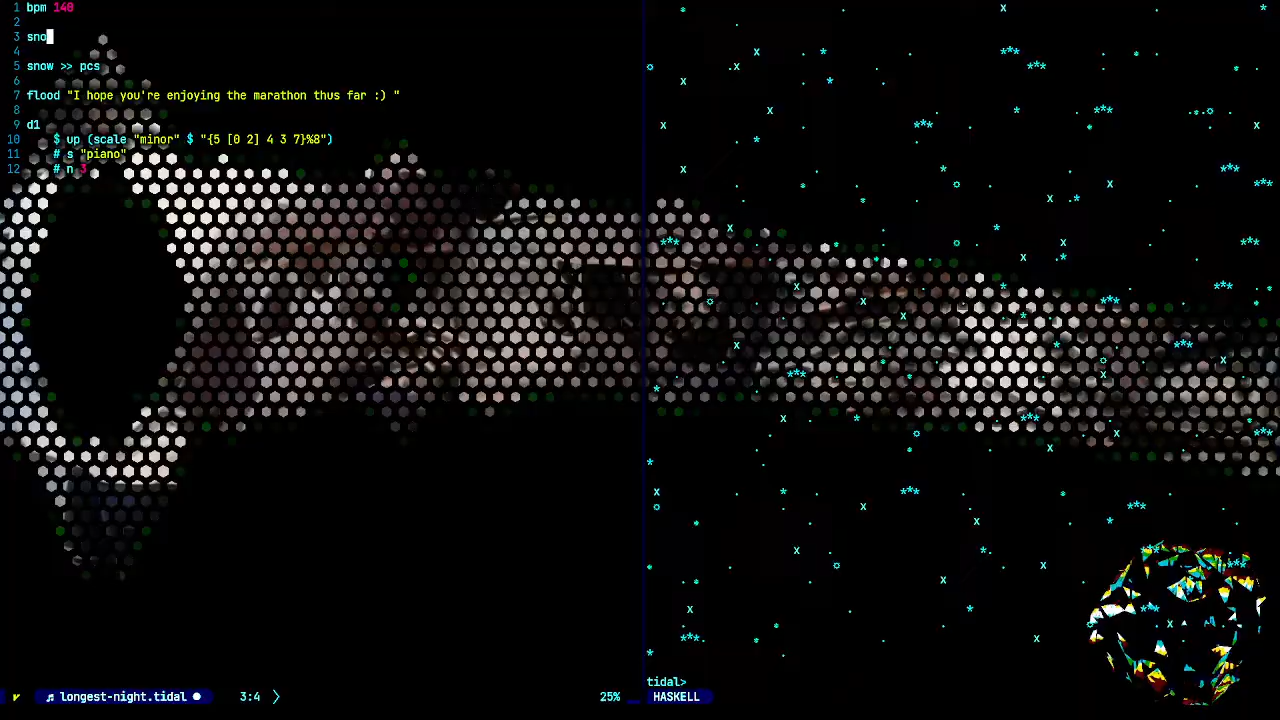 1 bpm 140
2
3 sno
4
5 snow >> pcs
6
7 flood "I hope you're enjoying the marathon thus far :) "
8
9 d1
10 $ up (scale "minor" $ "{5 [0 2] 4 3 7}%8")
11 # s "piano"
12 # n 3
tidal>
v ♬ longest-night.tidal ● 3:4 25% HASKELL